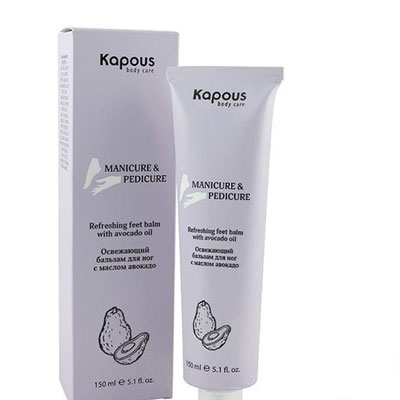 Kapous
body care
MANICURE &
PEDICURE
Refreshing feet balm
with avocado oil
Освежающий
бальзам для ног
с маслом авокадо
150 ml ℮ 5.1 fl. oz.
Kapous
body care
MANICURE &
PEDICURE
Refreshing feet balm
with avocado oil
Освежающий
бальзам для ног
с маслом авокадо
150 ml ℮ 5.1 fl. oz.